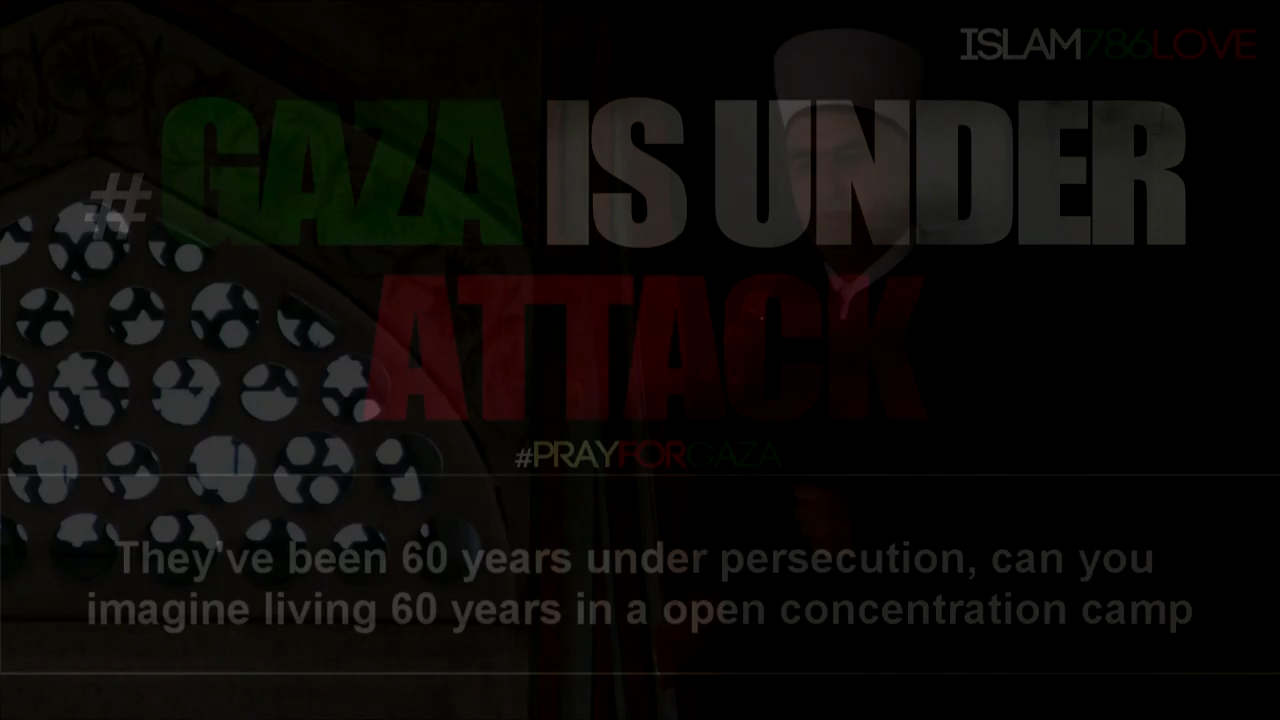 ISLAM786LOVE
#GAZA IS UNDER
ATTACK
#PRAYFORGAZA
They've been 60 years under persecution, can you
imagine living 60 years in a open concentration camp